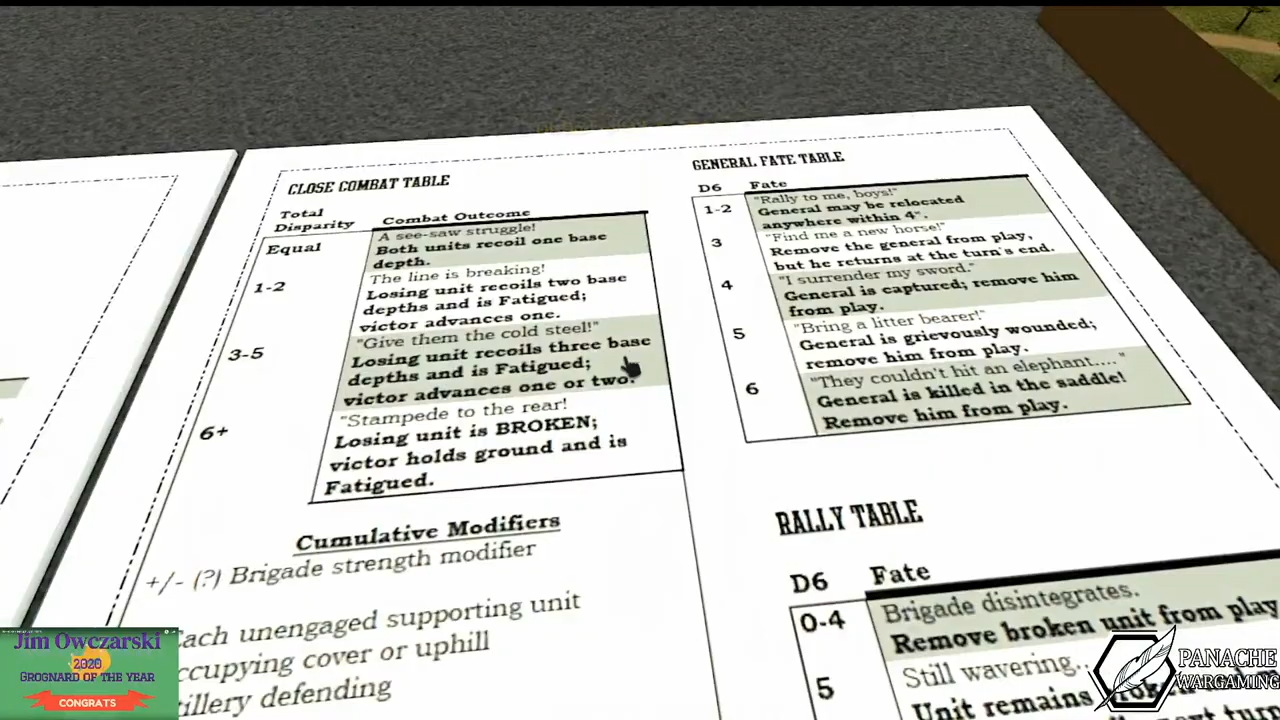 CLOSE COMBAT TABLE
Total
Disparity
Combat Outcome
Equal
A see-saw struggle!
Both units recoil one base
depth.
1-2
The line is breaking!
Losing unit recoils two base
depths and is Fatigued;
victor advances one.
3-5
"Give them the cold steel!"
Losing unit recoils three base
depths and is Fatigued;
victor advances one or two.
6+
"Stampede to the rear!
Losing unit is BROKEN;
victor holds ground and is
Fatigued.
Cumulative Modifiers
+/- (?) Brigade strength modifier
unengaged supporting unit
cover or uphill
defending
GENERAL FATE TABLE
D6 Fate
1-2
"Rally to me, boys!"
General may be relocated
anywhere within 4".
3
"Find me a new horse!"
Remove the general from play,
but he returns at the turn's end.
4
"I surrender my sword."
General is captured; remove him
from play.
5
"Bring a litter bearer!"
General is grievously wounded;
remove him from play.
6
"They couldn't hit an elephant...."
General is killed in the saddle!
Remove him from play.
RALLY TABLE
D6 Fate
0-4
Brigade disintegrates.
Remove broken unit from play
5
Still wavering..
Unit remains
Jim Owczarski
2020
GROGNARD OF THE YEAR
CONGRATS
PANACHE
WARGAMING